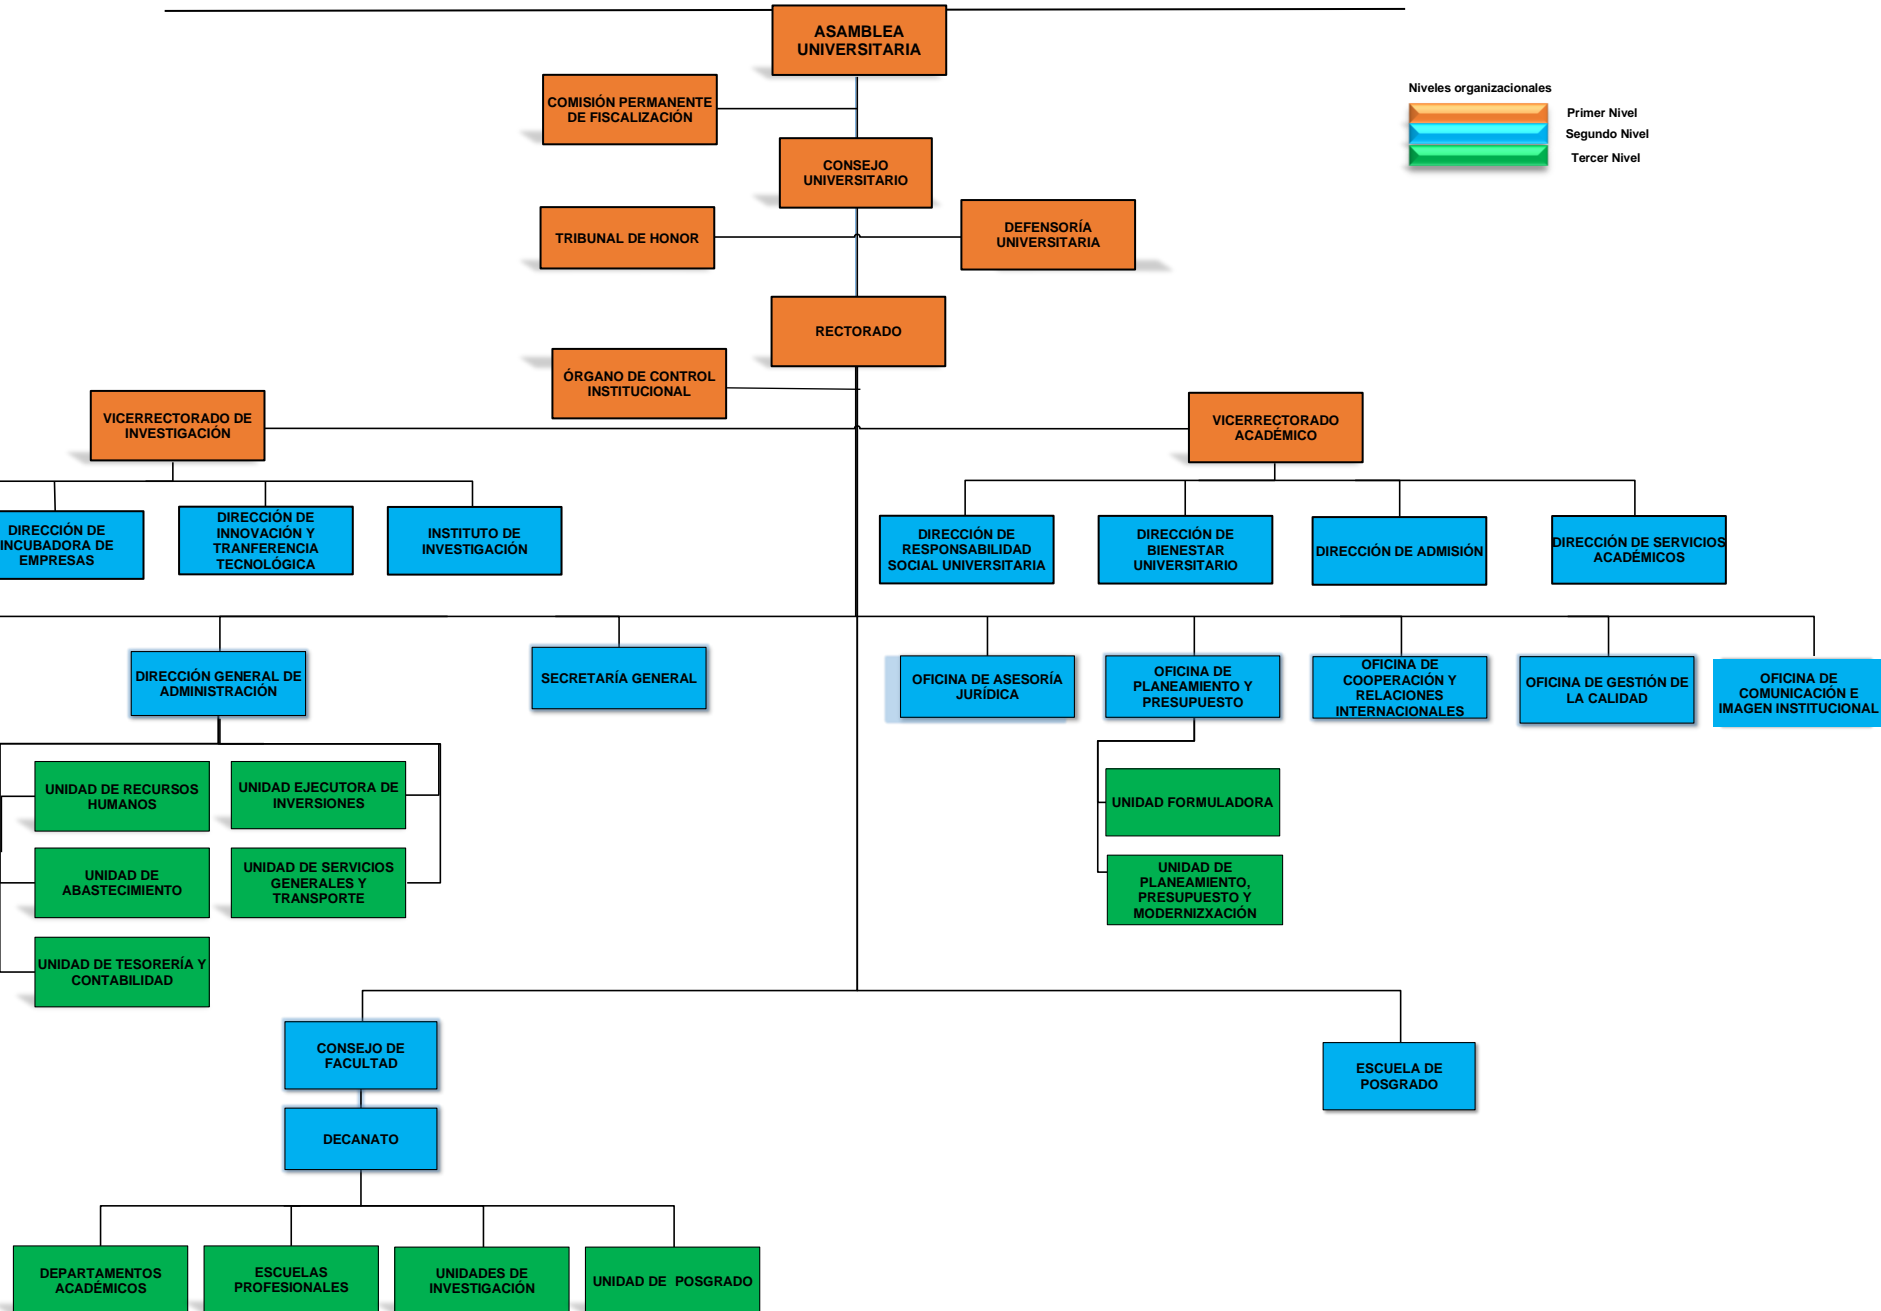 ASAMBLEA
UNIVERSITARIA
Niveles organizacionales
Primer Nivel
Segundo Nivel
Tercer Nivel
COMISIÓN PERMANENTE
DE FISCALIZACIÓN
CONSEJO
UNIVERSITARIO
TRIBUNAL DE HONOR
DEFENSORÍA
UNIVERSITARIA
RECTORADO
ÓRGANO DE CONTROL
INSTITUCIONAL
VICERRECTORADO DE
INVESTIGACIÓN
VICERRECTORADO
ACADÉMICO
DIRECCIÓN DE
INCUBADORA DE
EMPRESAS
DIRECCIÓN DE
INNOVACIÓN Y
TRANFERENCIA
TECNOLÓGICA
INSTITUTO DE
INVESTIGACIÓN
DIRECCIÓN DE
RESPONSABILIDAD
SOCIAL UNIVERSITARIA
DIRECCIÓN DE
BIENESTAR
UNIVERSITARIO
DIRECCIÓN DE ADMISIÓN
DIRECCIÓN DE SERVICIOS
ACADÉMICOS
DIRECCIÓN GENERAL DE
ADMINISTRACIÓN
SECRETARÍA GENERAL
OFICINA DE ASESORÍA
JURÍDICA
OFICINA DE
PLANEAMIENTO Y
PRESUPUESTO
OFICINA DE
COOPERACIÓN Y
RELACIONES
INTERNACIONALES
OFICINA DE GESTIÓN DE
LA CALIDAD
OFICINA DE
COMUNICACIÓN E
IMAGEN INSTITUCIONAL
UNIDAD DE RECURSOS
HUMANOS
UNIDAD EJECUTORA DE
INVERSIONES
UNIDAD FORMULADORA
UNIDAD DE
ABASTECIMIENTO
UNIDAD DE SERVICIOS
GENERALES Y
TRANSPORTE
UNIDAD DE
PLANEAMIENTO,
PRESUPUESTO Y
MODERNIZXACIÓN
UNIDAD DE TESORERÍA Y
CONTABILIDAD
CONSEJO DE
FACULTAD
ESCUELA DE
POSGRADO
DECANATO
DEPARTAMENTOS
ACADÉMICOS
ESCUELAS
PROFESIONALES
UNIDADES DE
INVESTIGACIÓN
UNIDAD DE  POSGRADO